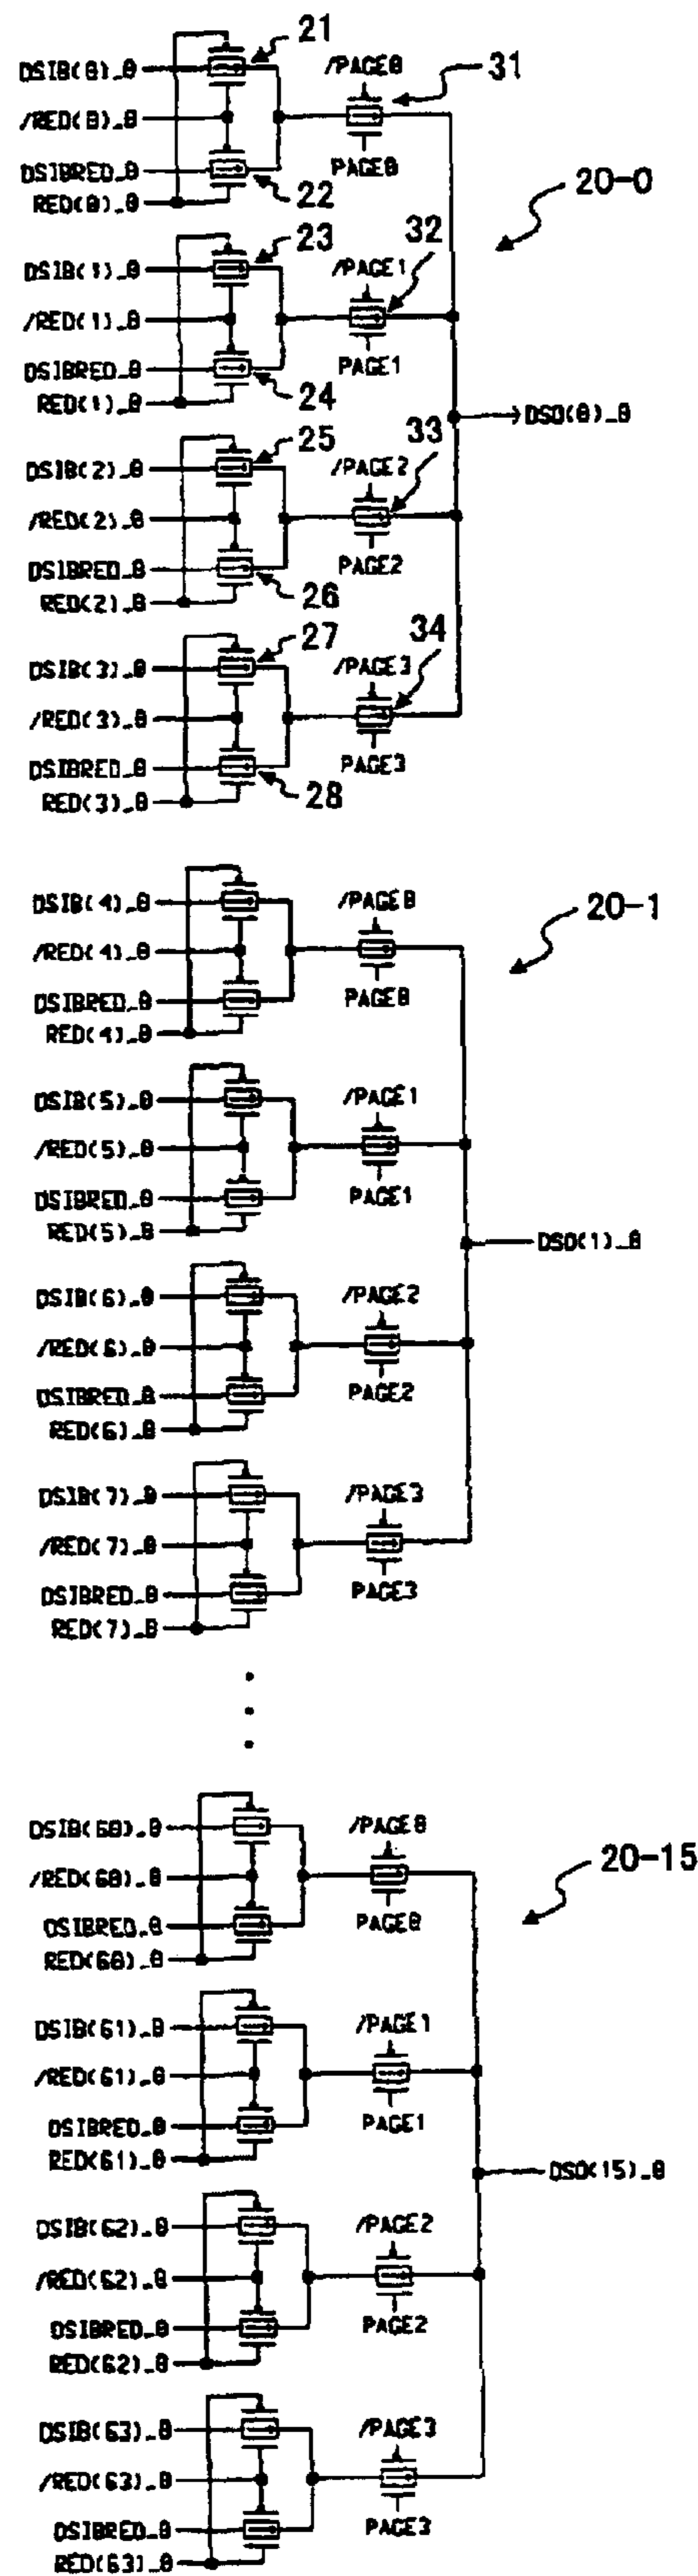 21
DSIB(0)_0
/PAGE0
31
/RED(0)_0
DSIBRED_0
PAGE0
RED(0)_0
22
20-0
23
32
DSIB(1)_0
/PAGE1
/RED(1)_0
DSIBRED_0
PAGE1
RED(1)_0
24
DSO(0)_0
25
33
DSIB(2)_0
/PAGE2
/RED(2)_0
DSIBRED_0
PAGE2
RED(2)_0
26
27
34
DSIB(3)_0
/PAGE3
/RED(3)_0
DSIBRED_0
PAGE3
RED(3)_0
28
DSIB(4)_0
/PAGE0
20-1
/RED(4)_0
DSIBRED_0
PAGE0
RED(4)_0
DSIB(5)_0
/PAGE1
/RED(5)_0
DSIBRED_0
PAGE1
RED(5)_0
DSO(1)_0
DSIB(6)_0
/PAGE2
/RED(6)_0
DSIBRED_0
PAGE2
RED(6)_0
DSIB(7)_0
/PAGE3
/RED(7)_0
DSIBRED_0
PAGE3
RED(7)_0
DSIB(60)_0
/PAGE0
20-15
/RED(60)_0
DSIBRED_0
PAGE0
RED(60)_0
DSIB(61)_0
/PAGE1
/RED(61)_0
DSIBRED_0
PAGE1
RED(61)_0
DSO(15)_0
DSIB(62)_0
/PAGE2
/RED(62)_0
DSIBRED_0
PAGE2
RED(62)_0
DSIB(63)_0
/PAGE3
/RED(63)_0
DSIBRED_0
PAGE3
RED(63)_0